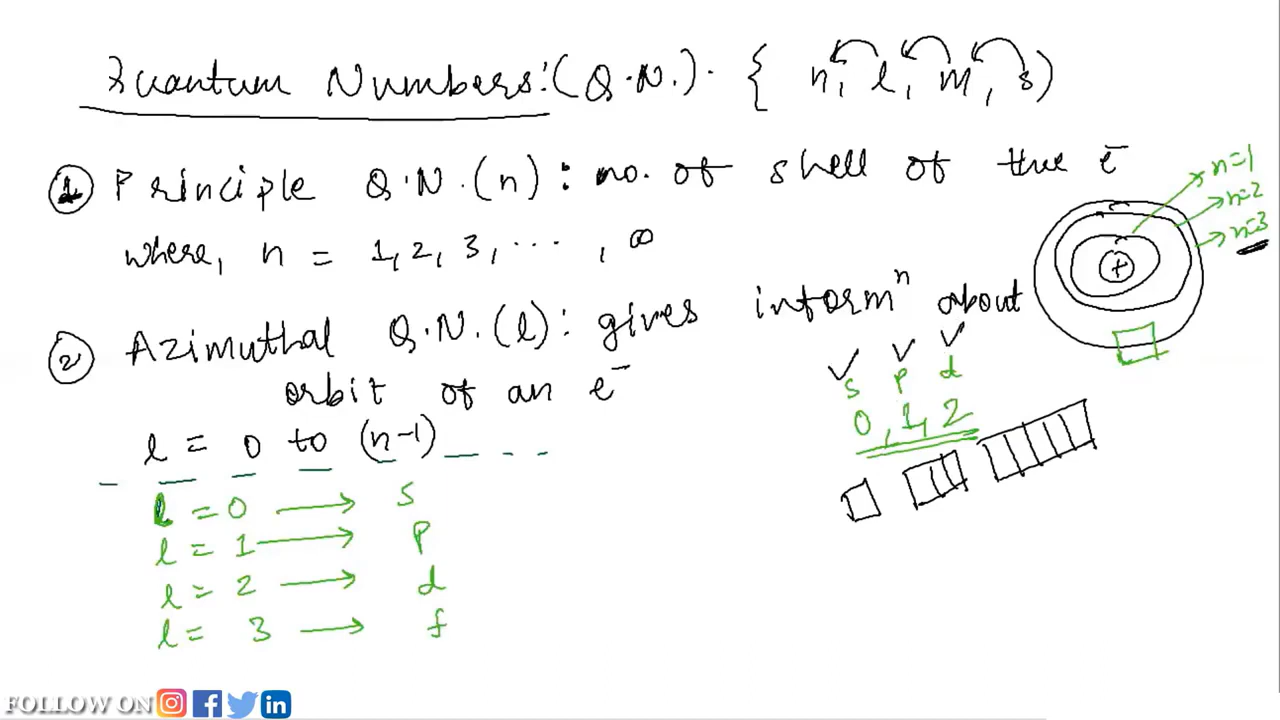 Quantum Numbers: (Q.N.). { n, l, m, s)
① Principle Q.N.(n): no. of shell of the e⁻
where, n = 1, 2, 3, ..., ∞
n=1
n=2
n=3
+
② Azimuthal Q.N.(l): gives informⁿ about
orbit of an e⁻
s p d
0, 1, 2
l = 0 to (n-1)
l = 0 → s
l = 1 → p
l = 2 → d
l = 3 → f
FOLLOW ON